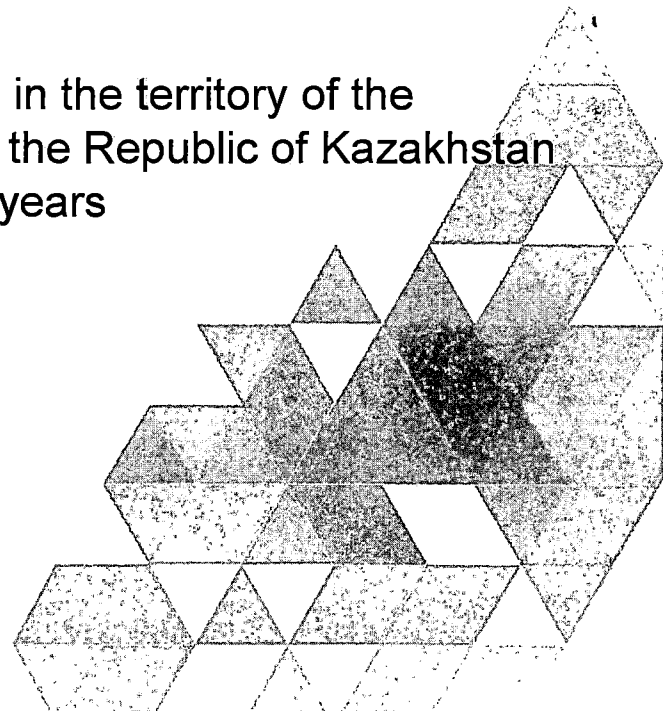 in the territory of the
the Republic of Kazakhstan
years